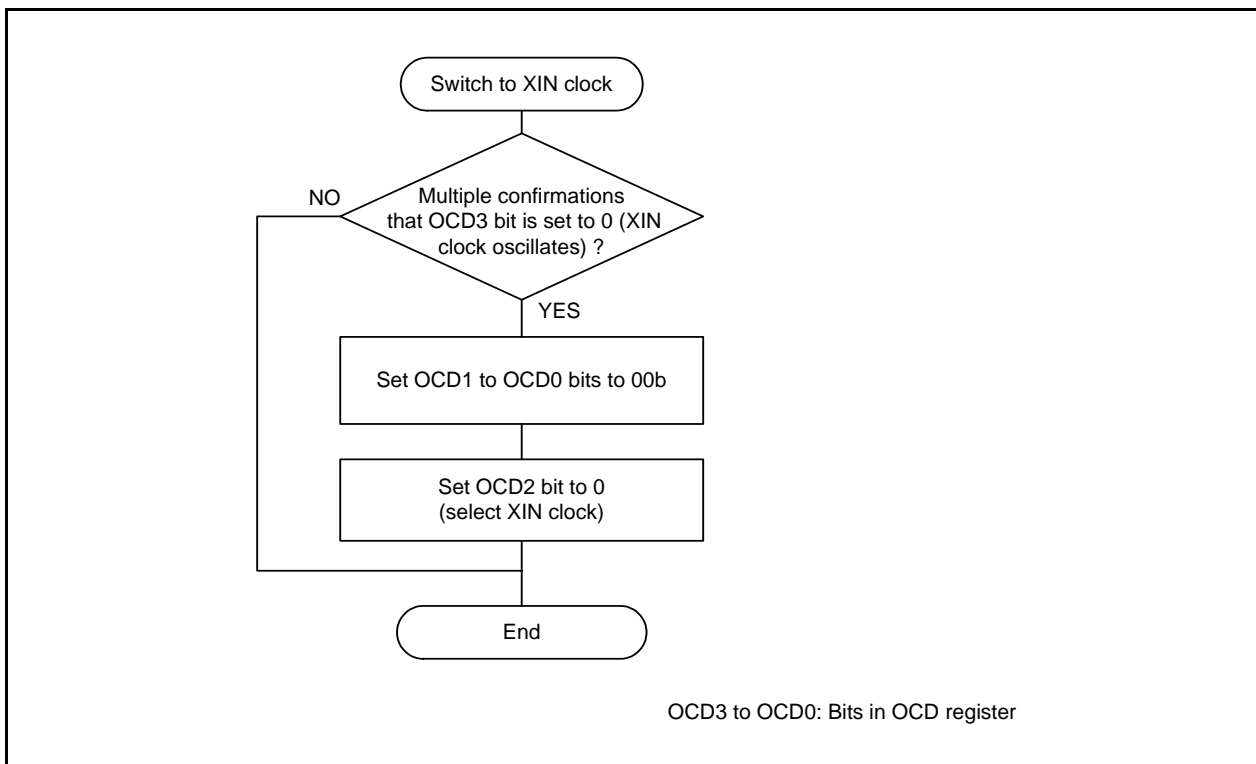 Switch to XIN clock
NO
Multiple confirmations
that OCD3 bit is set to 0 (XIN
clock oscillates) ?
YES
Set OCD1 to OCD0 bits to 00b
Set OCD2 bit to 0
(select XIN clock)
End
OCD3 to OCD0: Bits in OCD register